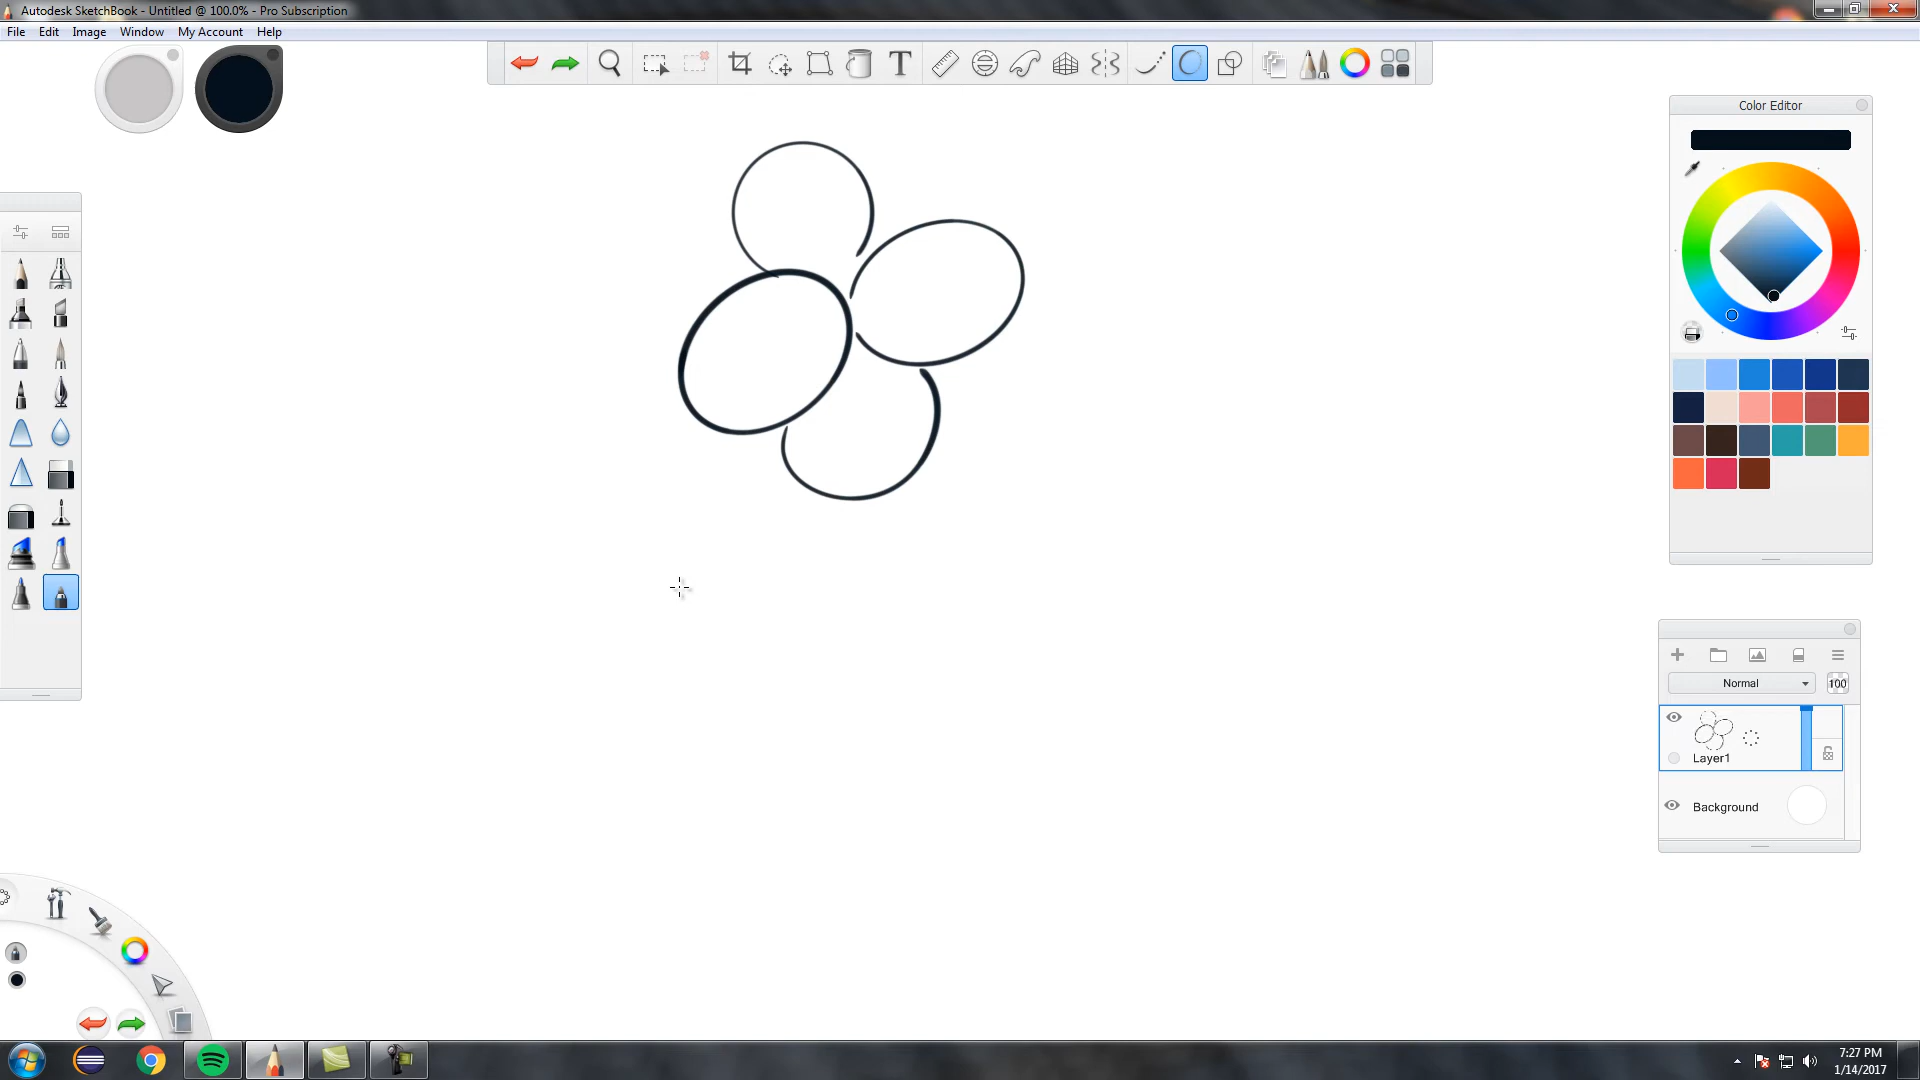 Autodesk SketchBook - Untitled @ 100.0% - Pro Subscription
File Edit Image Window My Account Help
T
Color Editor
Normal 100
Layer1
Background
7:27 PM
1/14/2017